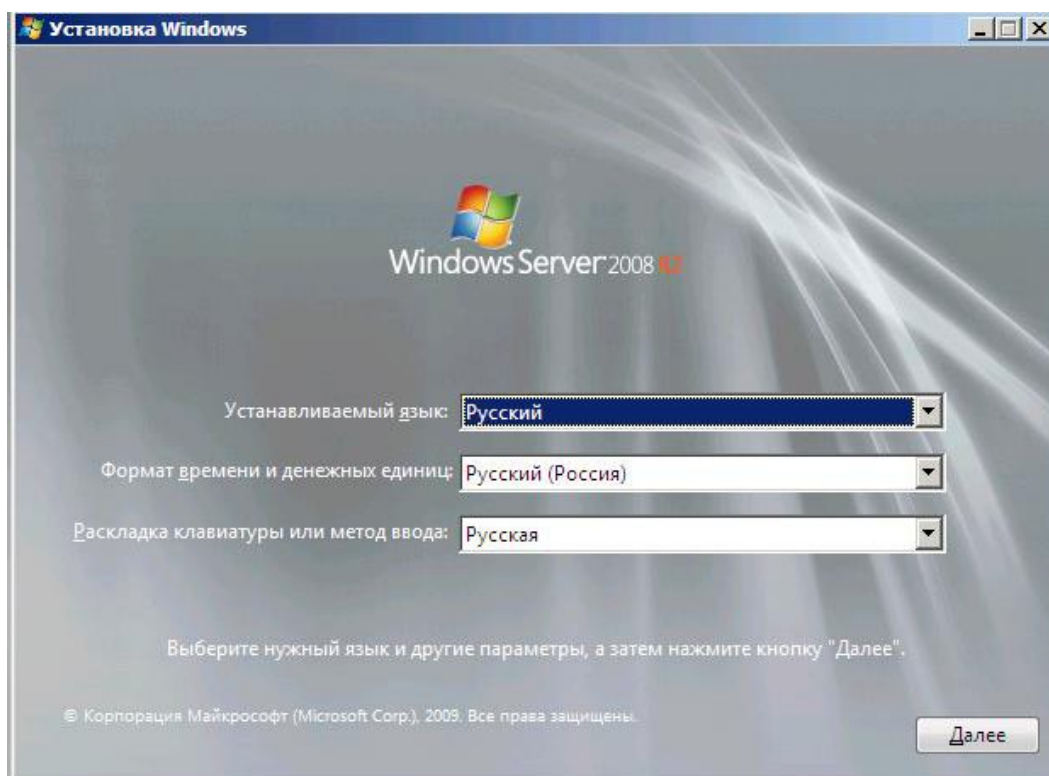 Установка Windows
Windows Server 2008 R2
Устанавливаемый язык: Русский
Формат времени и денежных единиц: Русский (Россия)
Раскладка клавиатуры или метод ввода: Русская
Выберите нужный язык и другие параметры, а затем нажмите кнопку "Далее".
© Корпорация Майкрософт (Microsoft Corp.), 2009. Все права защищены.
Далее